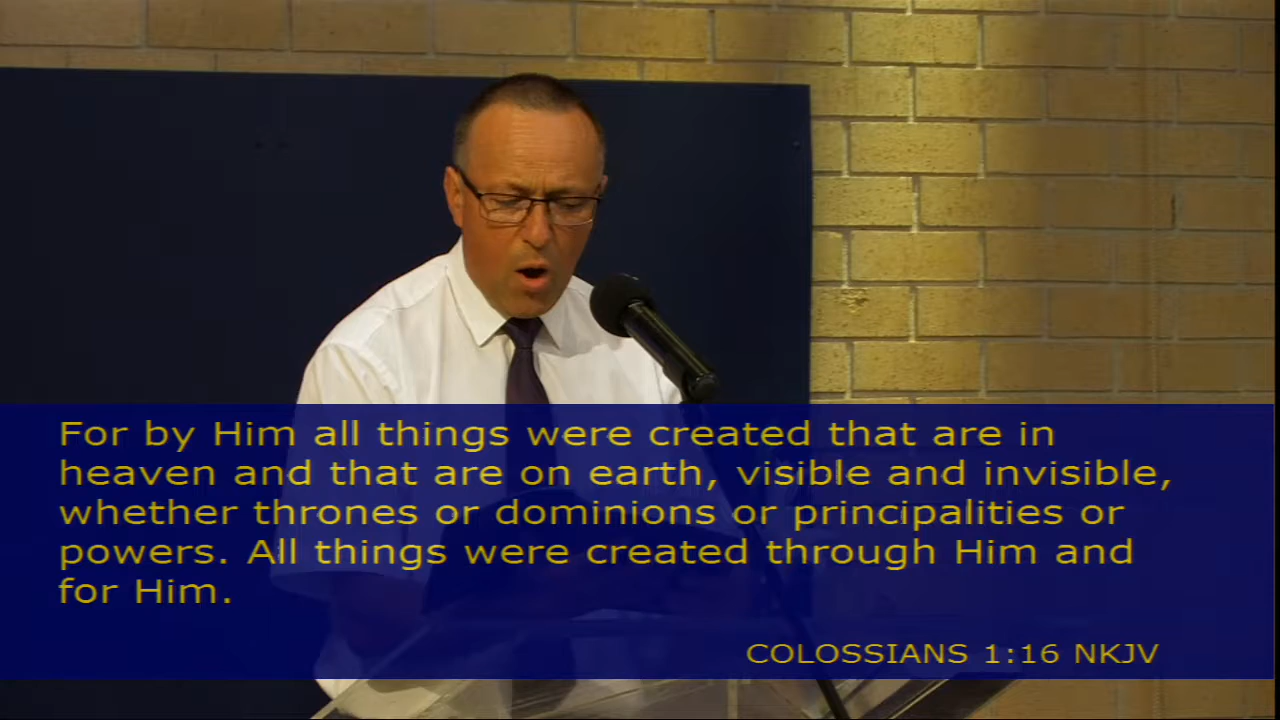 For by Him all things were created that are in
heaven and that are on earth, visible and invisible,
whether thrones or dominions or principalities or
powers. All things were created through Him and
for Him.
COLOSSIANS 1:16 NKJV